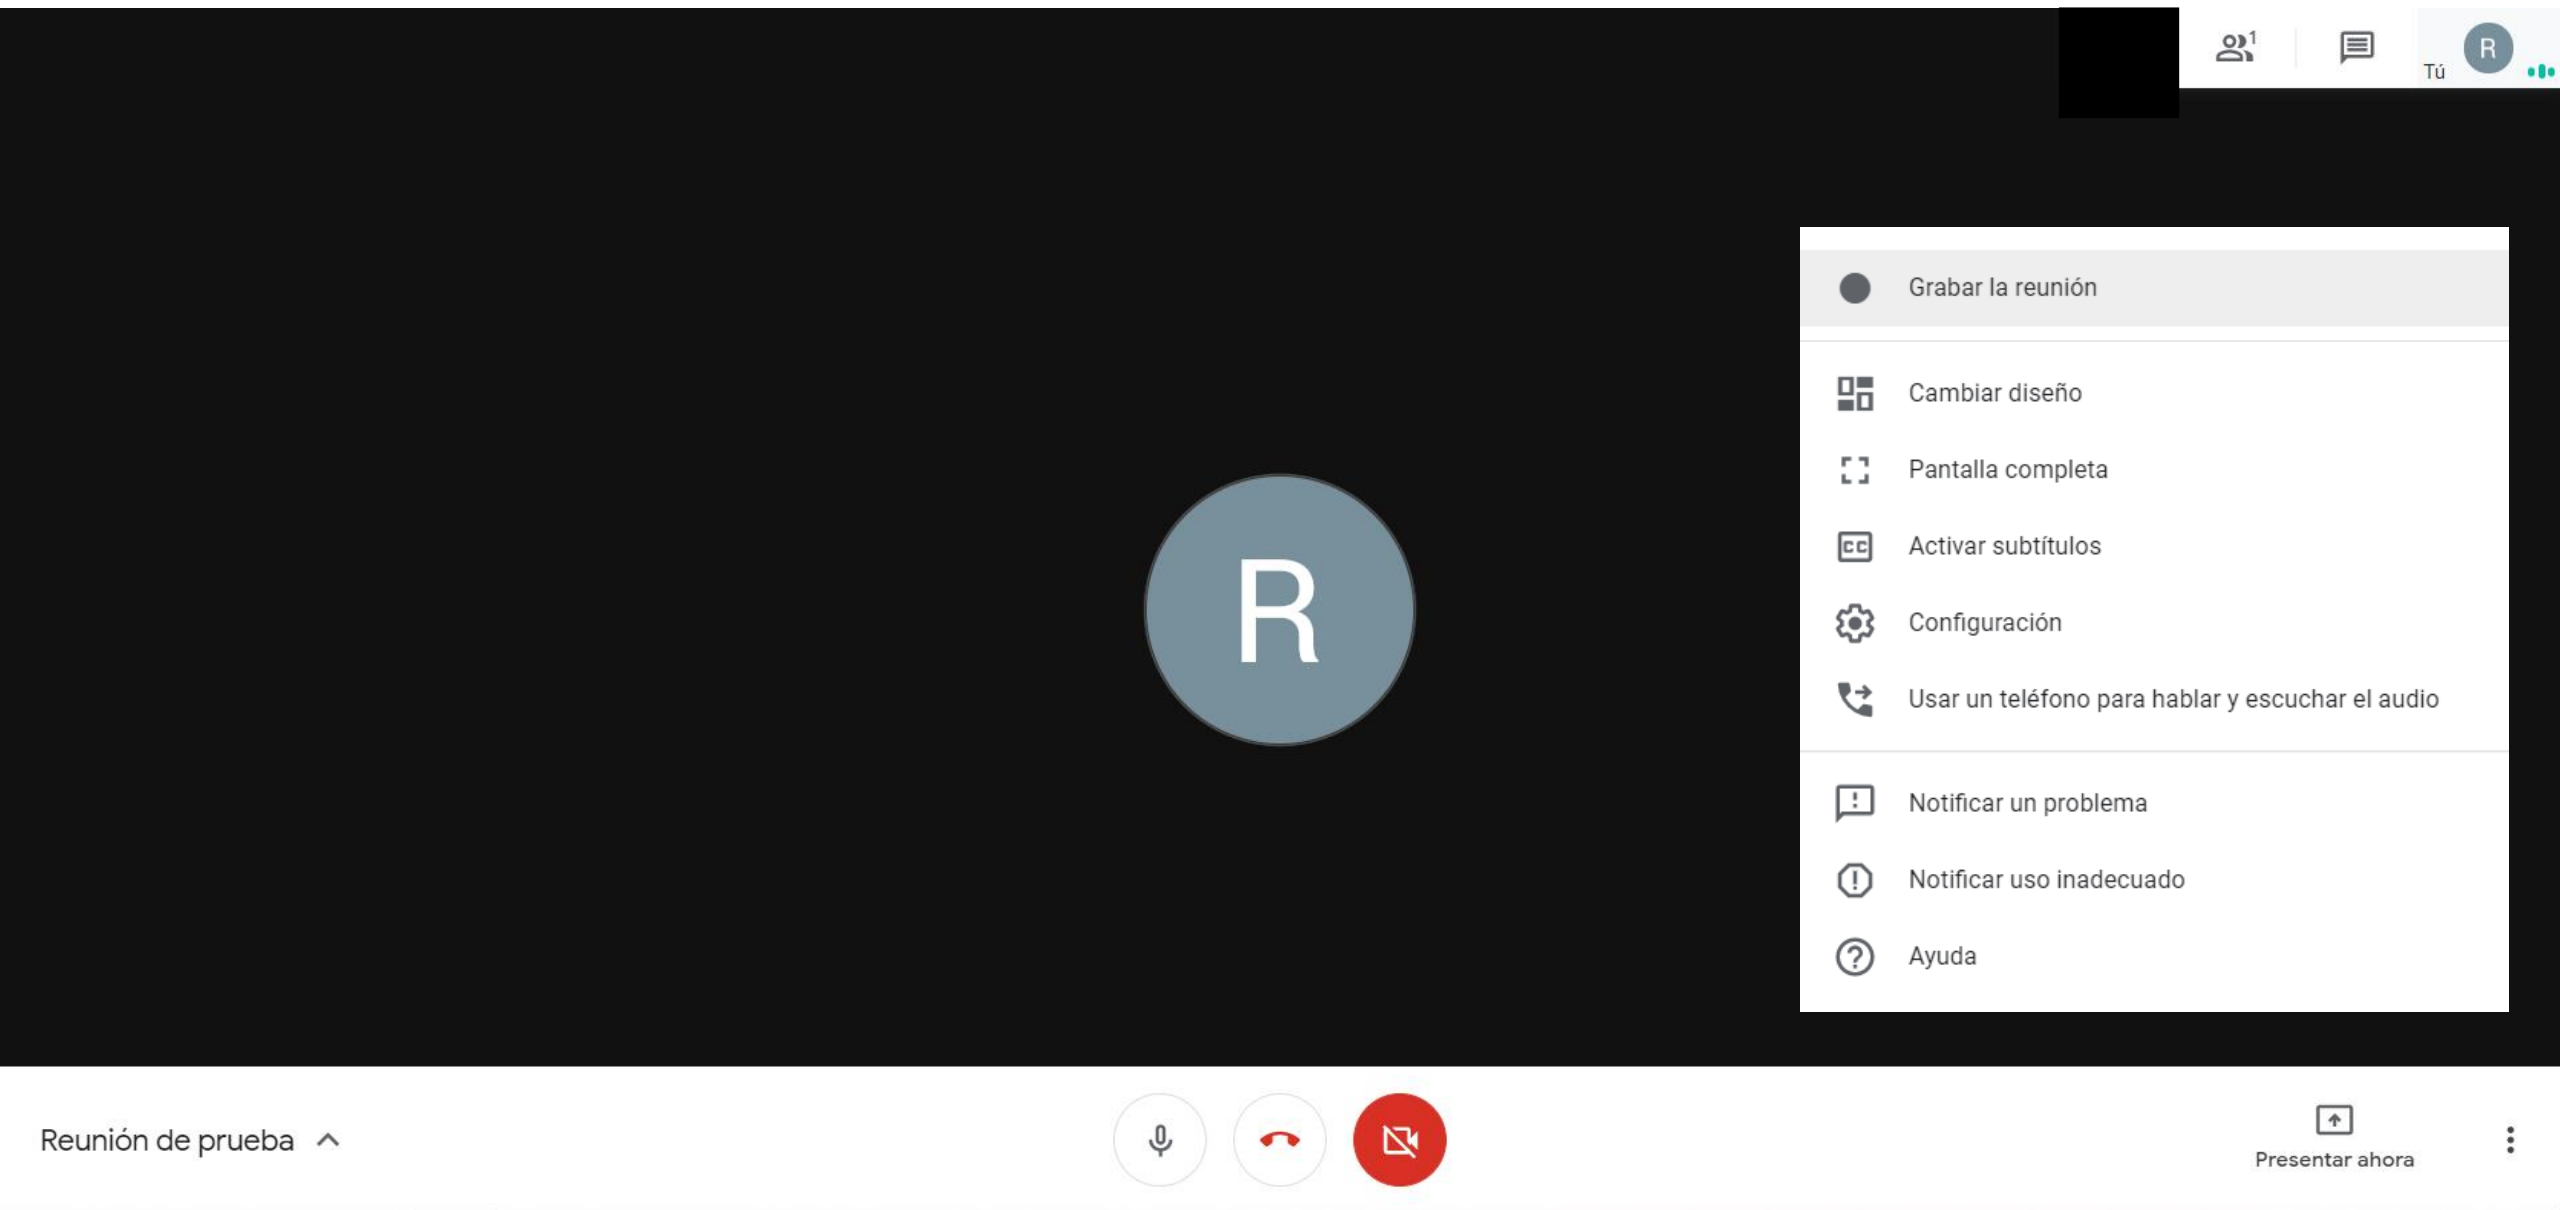 1
Tú
R
Grabar la reunión
Cambiar diseño
Pantalla completa
CC
Activar subtítulos
Configuración
R
Usar un teléfono para hablar y escuchar el audio
Notificar un problema
Notificar uso inadecuado
Ayuda
Reunión de prueba
Presentar ahora